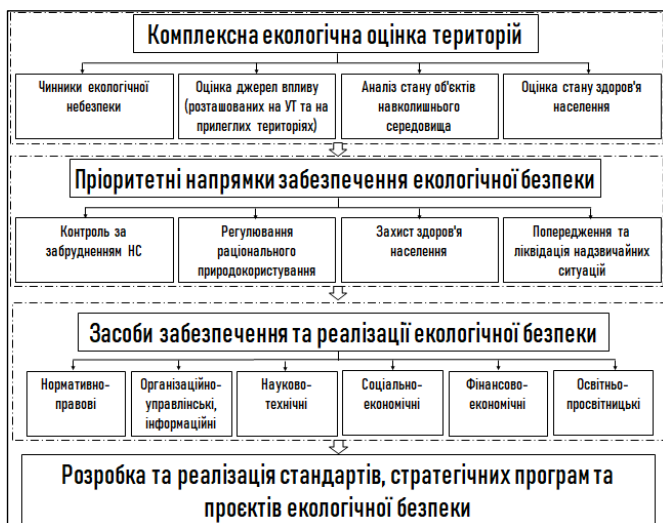 Комплексна екологічна оцінка територій
Чинники екологічної
небезпеки
Оцінка джерел впливу
(розташованих на УТ та на
прилеглих територіях)
Аналіз стану об'єктів
навколишнього
середовища
Оцінка стану здоров'я
населення
Пріоритетні напрямки забезпечення екологічної безпеки
Контроль за
забрудненням НС
Регулювання
раціонального
природокористування
Захист здоров'я
населення
Попередження та
ліквідація надзвичайних
ситуацій
Засоби забезпечення та реалізації екологічної безпеки
Нормативно-
правові
Організаційно-
управлінські,
інформаційні
Науково-
технічні
Соціально-
економічні
Фінансово-
економічні
Освітньо-
просвітницькі
Розробка та реалізація стандартів, стратегічних програм та
проєктів екологічної безпеки